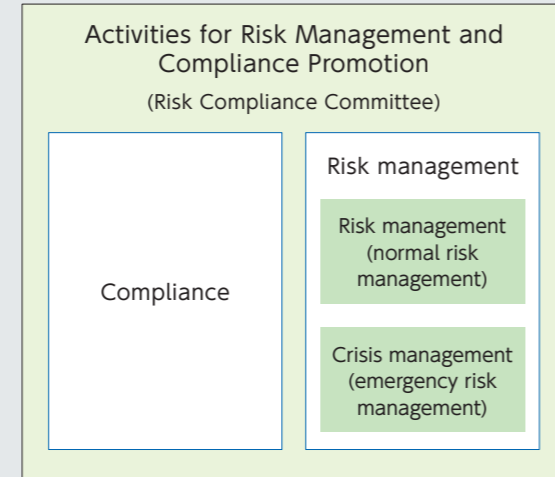 Activities for Risk Management and
Compliance Promotion
(Risk Compliance Committee)
Compliance
Risk management
Risk management
(normal risk
management)
Crisis management
(emergency risk
management)